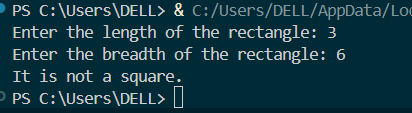 PS C:\Users\DELL> & C:/Users/DELL/AppData/Loc
Enter the length of the rectangle: 3
Enter the breadth of the rectangle: 6
It is not a square.
PS C:\Users\DELL>